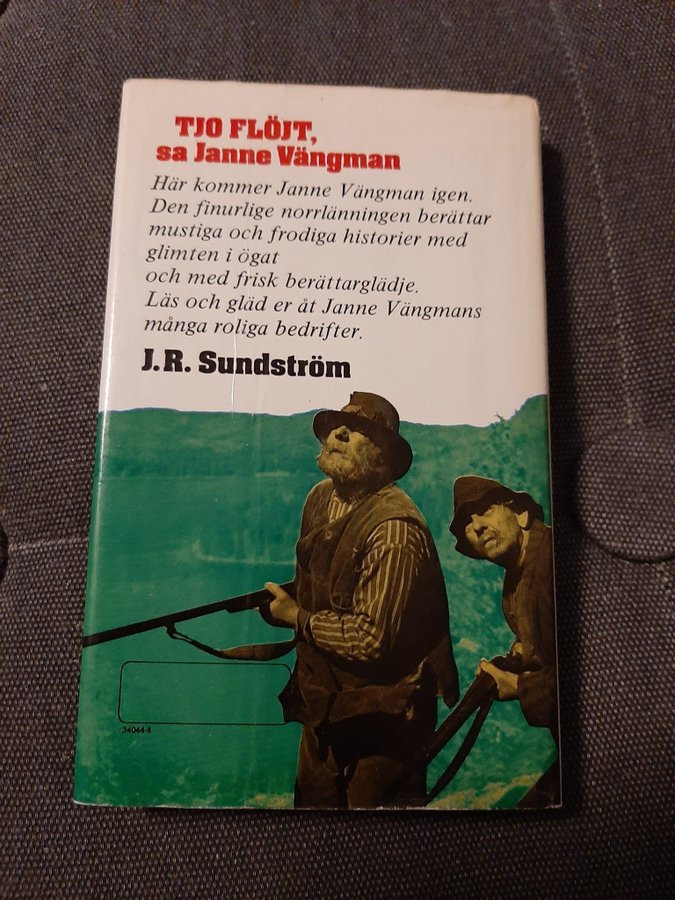 TJO FLÖJT,
sa Janne Vängman
Här kommer Janne Vängman igen.
Den finurlige norrlänningen berättar
mustiga och frodiga historier med
glimten i ögat
och med frisk berättarglädje.
Läs och gläd er åt Janne Vängmans
många roliga bedrifter.
J.R. Sundström
34044-8